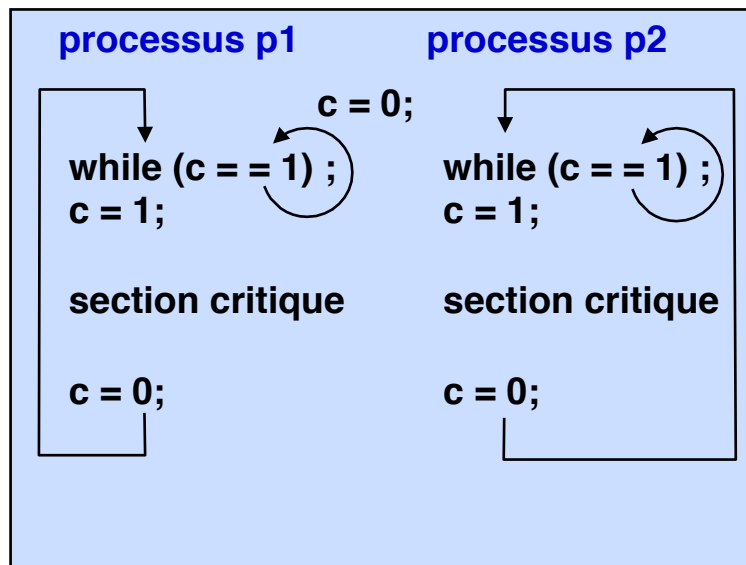 processus p1 processus p2
c = 0;
while (c = = 1) ; while (c = = 1) ;
c = 1; c = 1;
section critique section critique
c = 0; c = 0;